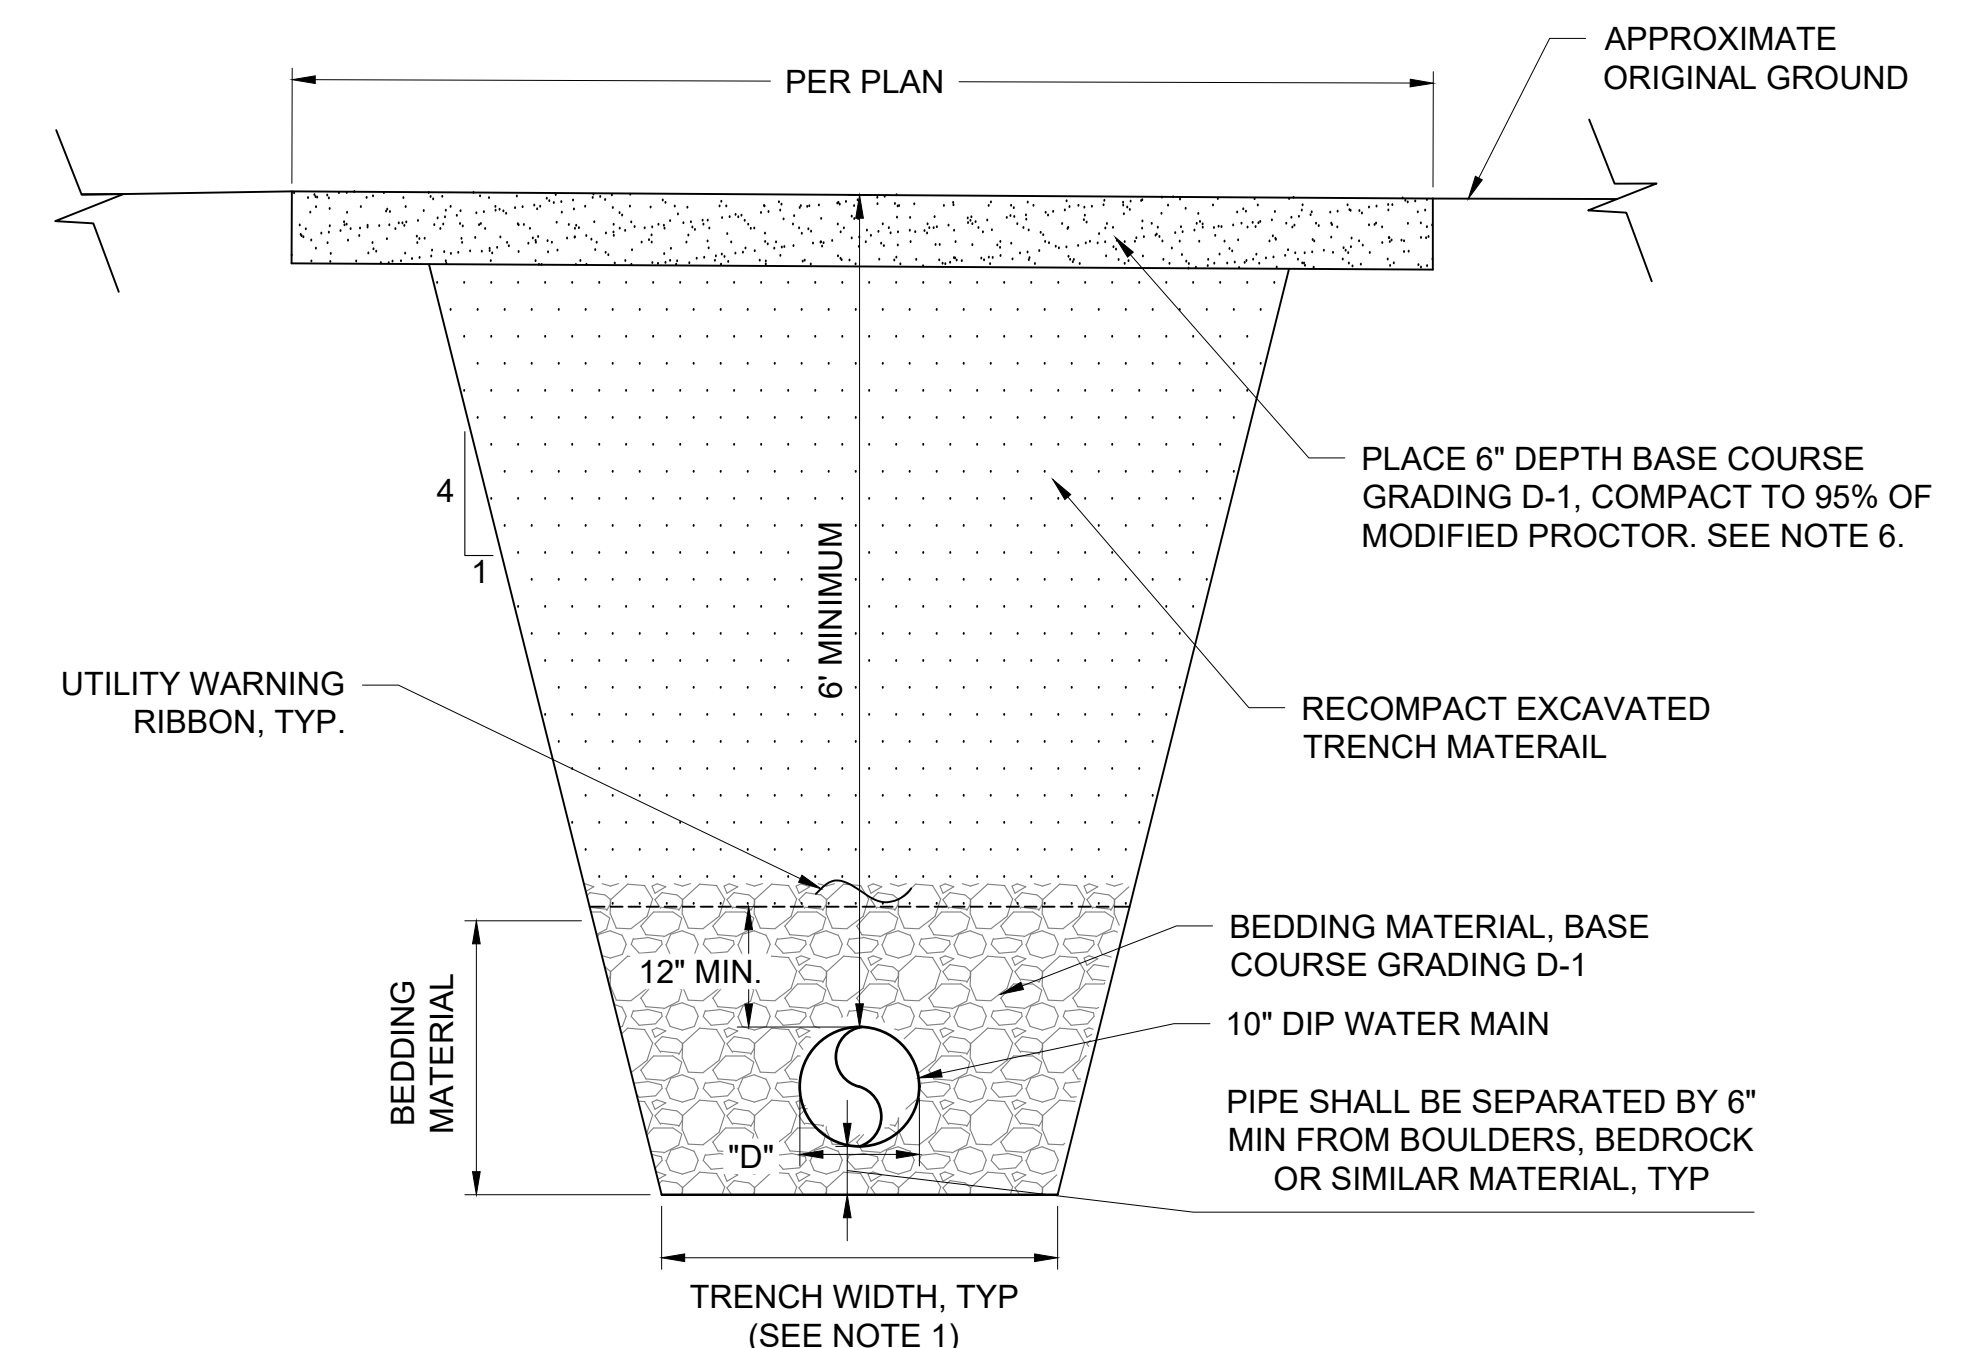 APPROXIMATE
ORIGINAL GROUND
PER PLAN
PLACE 6" DEPTH BASE COURSE
GRADING D-1, COMPACT TO 95% OF
MODIFIED PROCTOR. SEE NOTE 6.
4
1
6' MINIMUM
UTILITY WARNING
RIBBON, TYP.
RECOMPACT EXCAVATED
TRENCH MATERAIL
BEDDING MATERIAL, BASE
COURSE GRADING D-1
12" MIN.
BEDDING
MATERIAL
10" DIP WATER MAIN
PIPE SHALL BE SEPARATED BY 6"
MIN FROM BOULDERS, BEDROCK
OR SIMILAR MATERIAL, TYP
"D"
TRENCH WIDTH, TYP
(SEE NOTE 1)